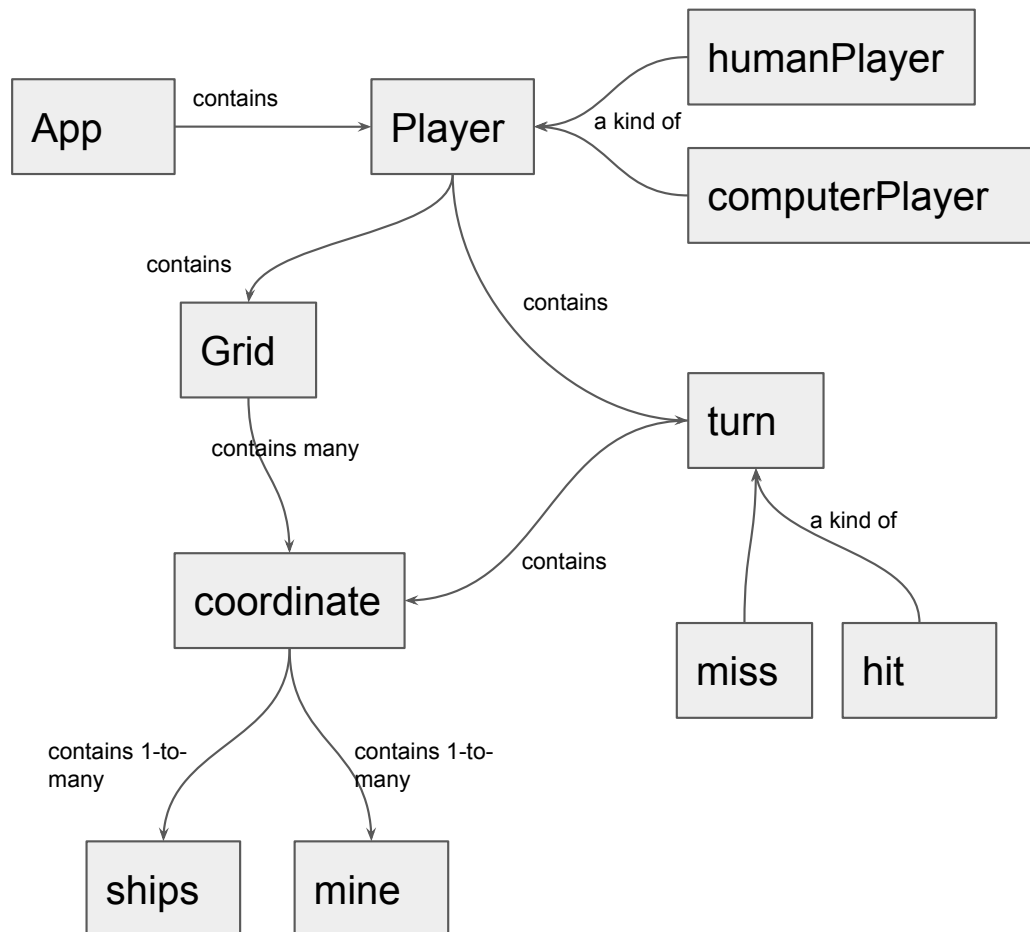 humanPlayer
contains
App
Player
a kind of
computerPlayer
contains
contains
Grid
turn
contains many
a kind of
contains
coordinate
miss
hit
contains 1-to-
many
contains 1-to-
many
ships
mine